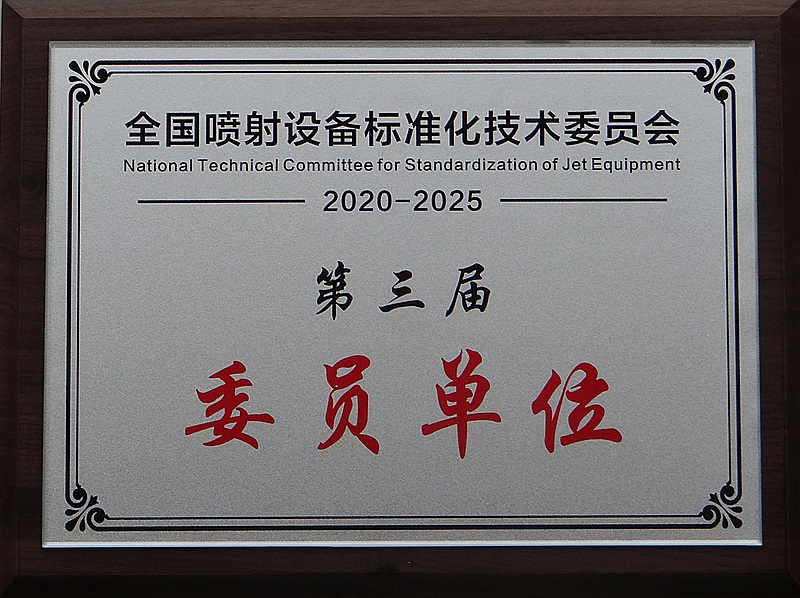 全国喷射设备标准化技术委员会
National Technical Committee for Standardization of Jet Equipment
2020-2025
第三届
委员单位